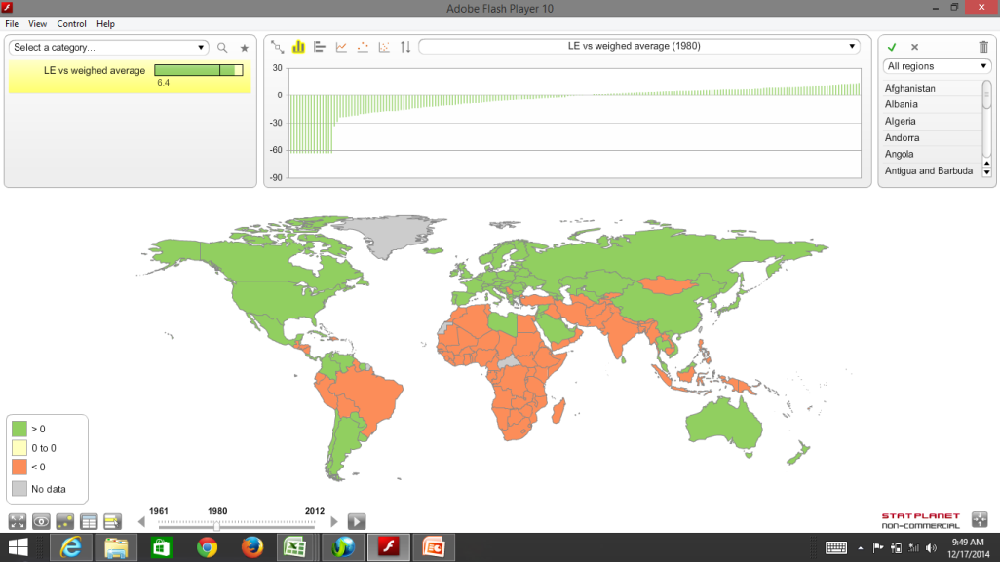 Adobe Flash Player 10
File View Control Help
Select a category...
LE vs weighed average
6.4
LE vs weighed average (1980)
30
0
-30
-60
-90
All regions
Afghanistan
Albania
Algeria
Andorra
Angola
Antigua and Barbuda
> 0
0 to 0
< 0
No data
1961 1980 2012
STATPLANET
NON-COMMERCIAL
9:49 AM
12/17/2014